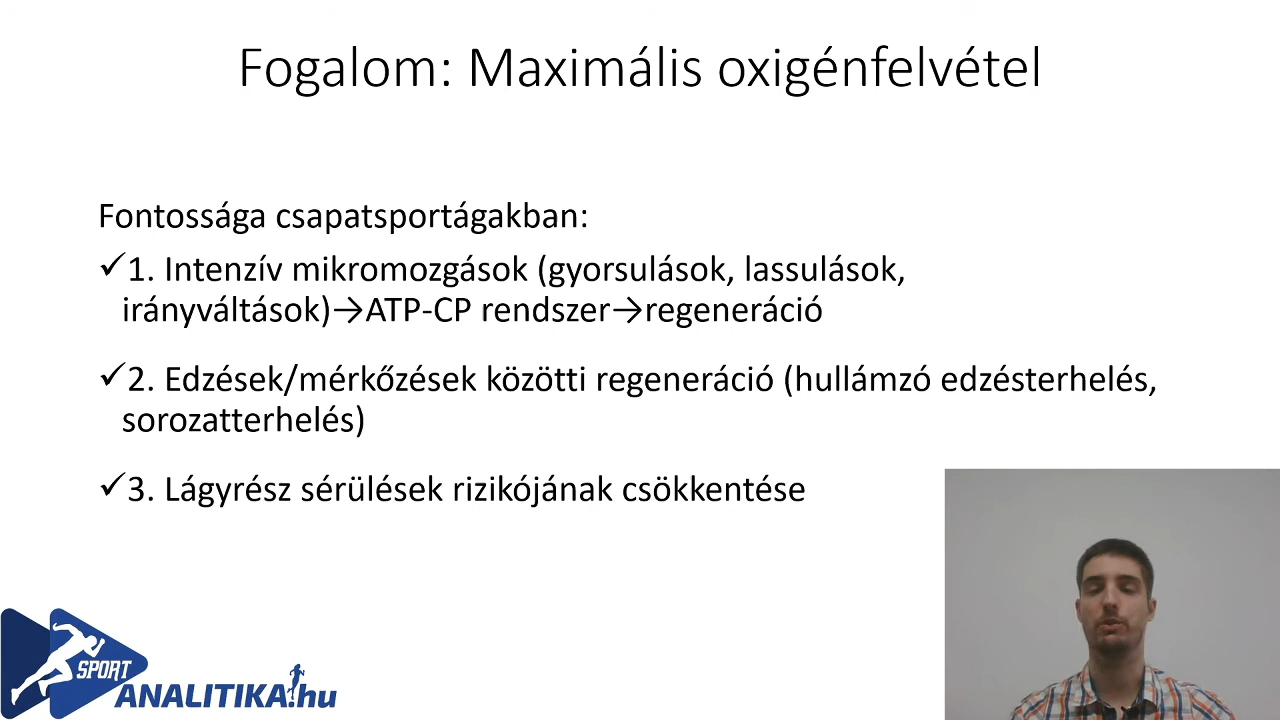 Fogalom: Maximális oxigénfelvétel
Fontossága csapatsportágakban:
✓1. Intenzív mikromozgások (gyorsulások, lassulások,
irányváltások)→ATP-CP rendszer→regeneráció
✓2. Edzések/mérkőzések közötti regeneráció (hullámzó edzésterhelés,
sorozatterhelés)
✓3. Lágyrész sérülések rizikójának csökkentése
SPORT
ANALITIKA.hu